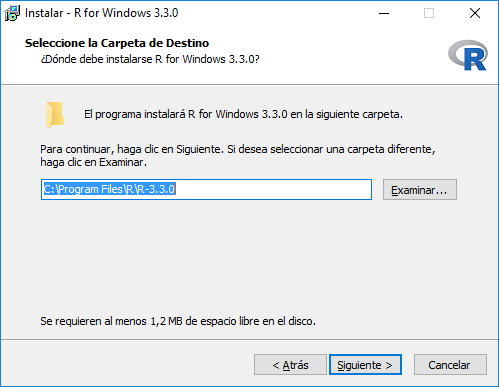 Instalar - R for Windows 3.3.0
Seleccione la Carpeta de Destino
¿Dónde debe instalarse R for Windows 3.3.0?
R
El programa instalará R for Windows 3.3.0 en la siguiente carpeta.
Para continuar, haga clic en Siguiente. Si desea seleccionar una carpeta diferente,
haga clic en Examinar.
C:\Program Files\R\R-3.3.0
Examinar...
Se requieren al menos 1,2 MB de espacio libre en el disco.
< Atrás
Siguiente >
Cancelar